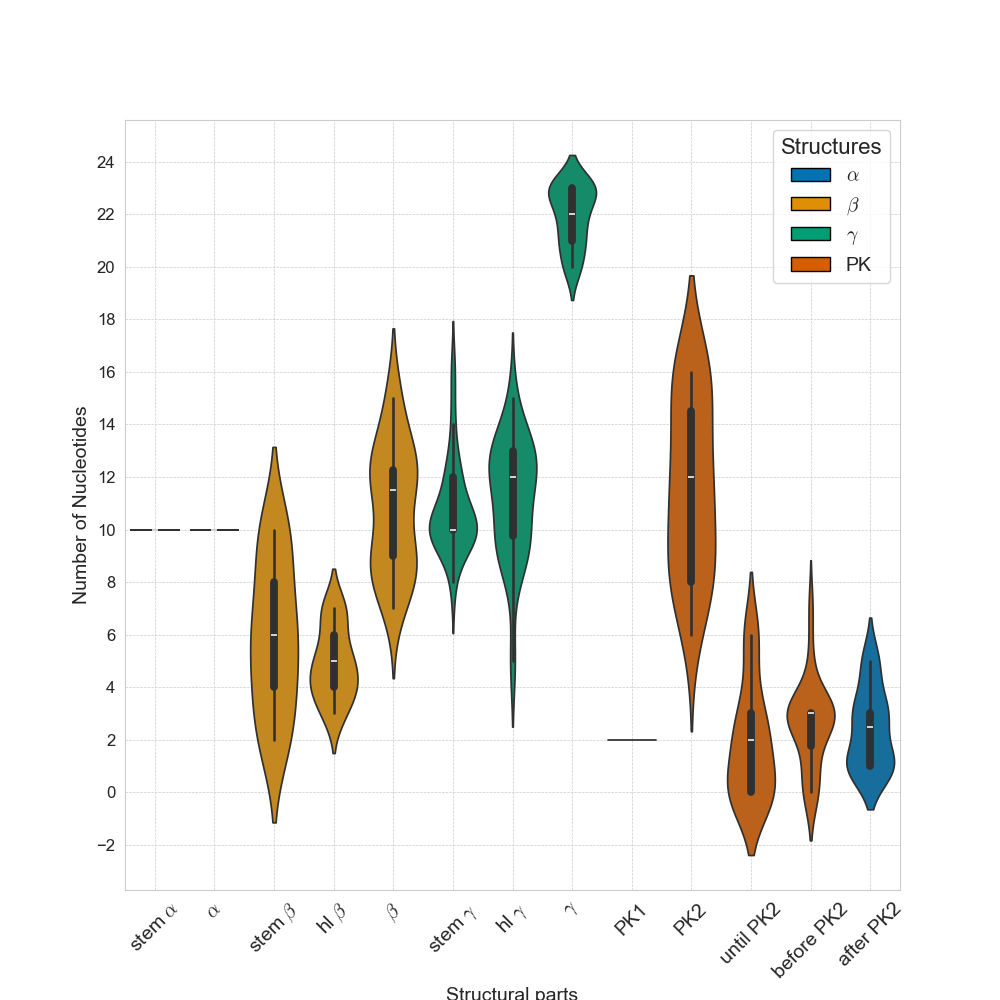 Structures
α
β
γ
PK
Number of Nucleotides
24
22
20
18
16
14
12
10
8
6
4
2
0
−2
stem α
α
stem β
hl β
β
stem γ
hl γ
γ
PK1
PK2
until PK2
before PK2
after PK2
Structural parts